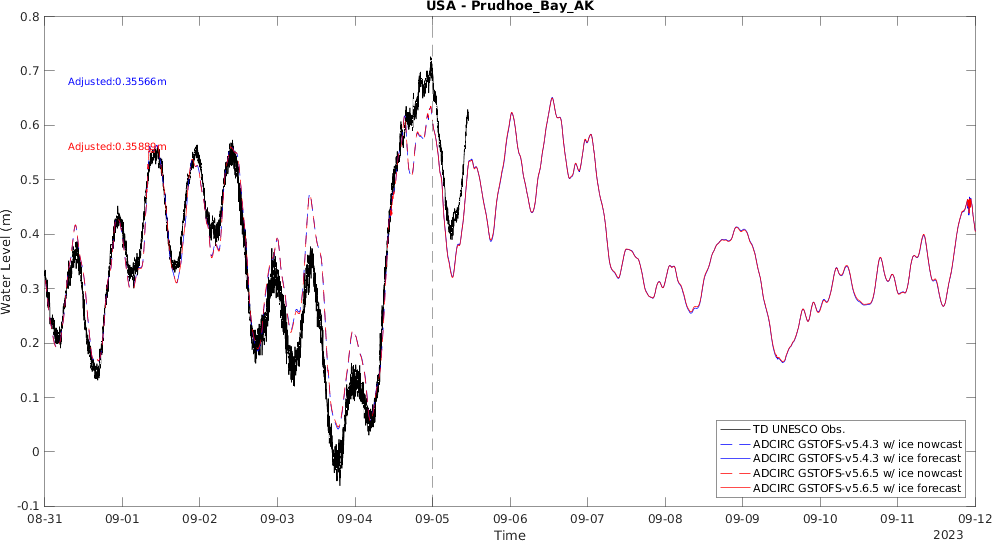 USA - Prudhoe_Bay_AK
0.8
0.7
0.6
0.5
0.4
0.3
0.2
0.1
0
-0.1
Water Level (m)
Adjusted:0.35566m
Adjusted:0.35889m
TD UNESCO Obs.
ADCIRC GSTOFS-v5.4.3 w/ ice nowcast
ADCIRC GSTOFS-v5.4.3 w/ ice forecast
ADCIRC GSTOFS-v5.6.5 w/ ice nowcast
ADCIRC GSTOFS-v5.6.5 w/ ice forecast
08-31 09-01 09-02 09-03 09-04 09-05 09-06 09-07 09-08 09-09 09-10 09-11 09-12
Time
2023